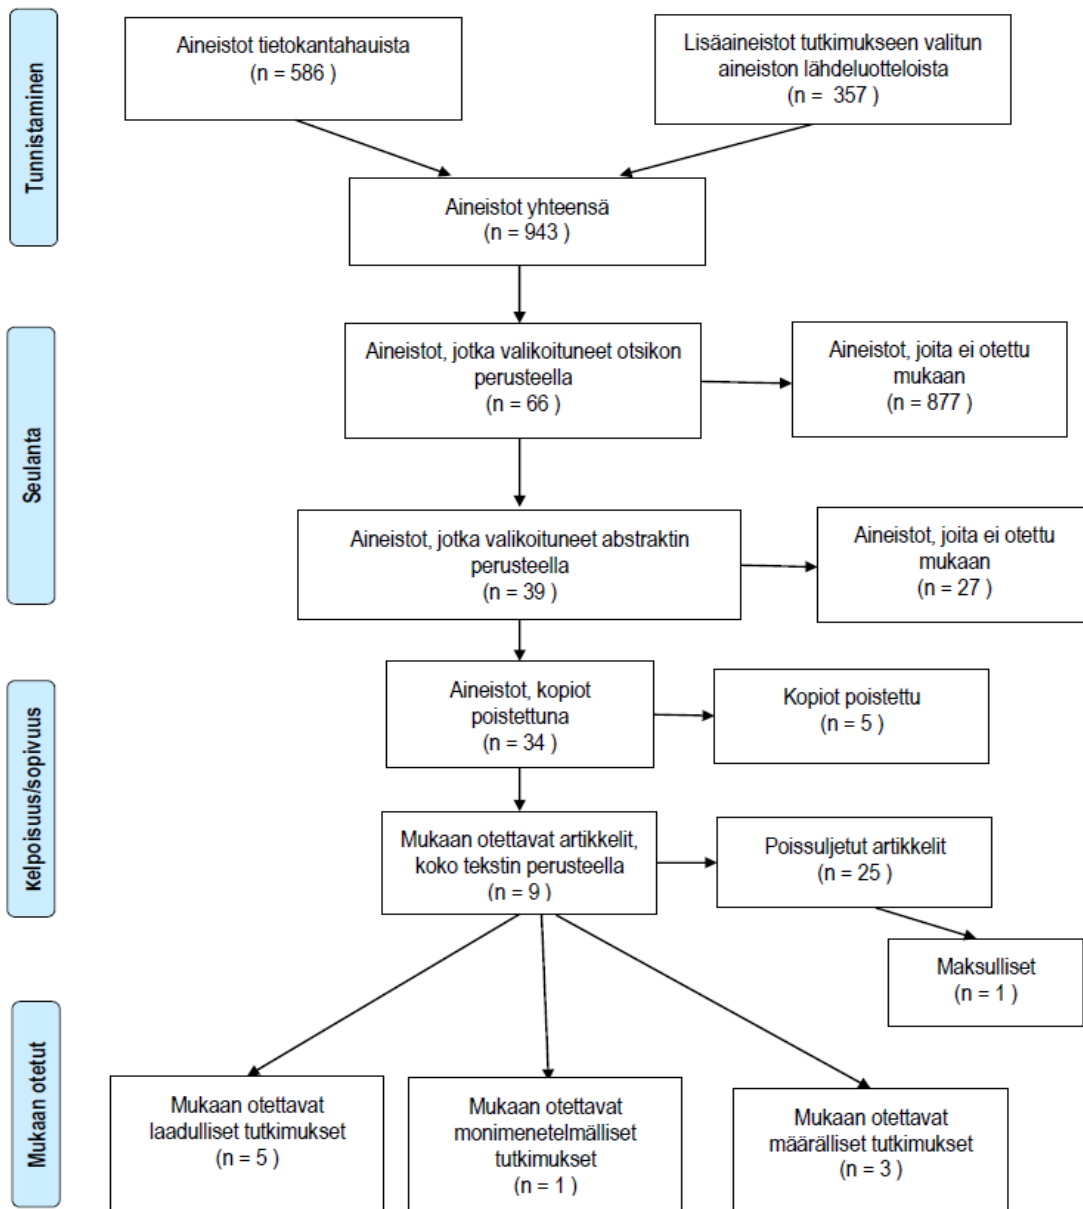 Tunnistaminen
Aineistot tietokantahauista
(n = 586 )
Lisäaineistot tutkimukseen valitun
aineiston lähdeluotteloista
(n =  357 )
Aineistot yhteensä
(n = 943 )
Seulanta
Aineistot, jotka valikoituneet otsikon
perusteella
(n = 66 )
Aineistot, joita ei otettu
mukaan
(n = 877 )
Aineistot, jotka valikoituneet abstraktin
perusteella
(n = 39 )
Aineistot, joita ei otettu
mukaan
(n = 27 )
Kelpoisuus/sopivuus
Aineistot, kopiot
poistettuna
(n = 34 )
Kopiot poistettu
(n = 5 )
Mukaan otettavat artikkelit,
koko tekstin perusteella
(n = 9 )
Poissuljetut artikkelit
(n = 25 )
Maksulliset
(n = 1 )
Mukaan otetut
Mukaan otettavat
laadulliset tutkimukset
(n = 5 )
Mukaan otettavat
monimenetelmälliset
tutkimukset
(n = 1 )
Mukaan otettavat
määrälliset tutkimukset
(n = 3 )